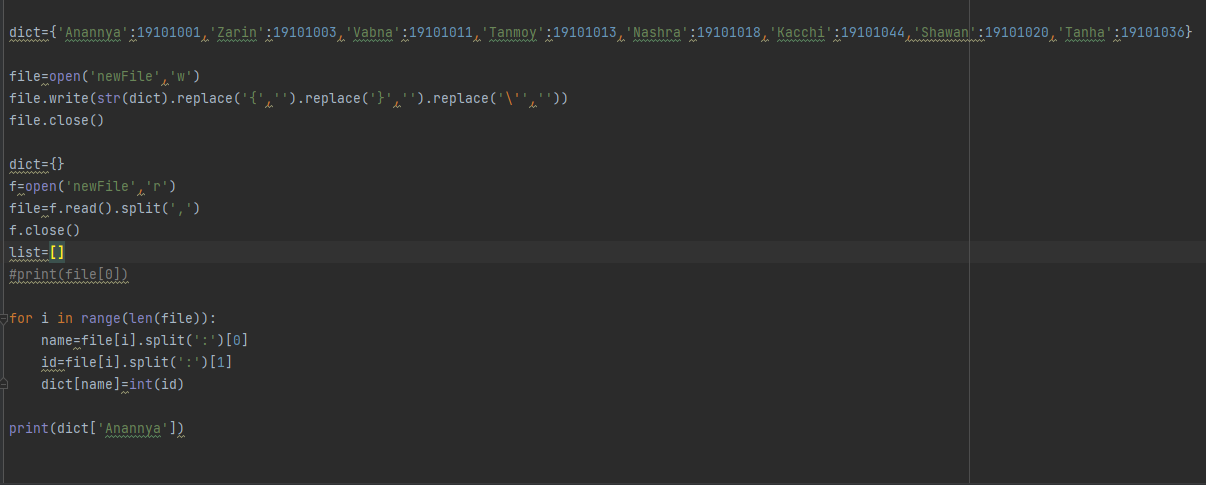 dict={'Anannya':19101001,'Zarin':19101003,'Vabna':19101011,'Tanmoy':19101013,'Nashra':19101018,'Kacchi':19101044,'Shawan':19101020,'Tanha':19101036}
file=open('newFile','w')
file.write(str(dict).replace('{','').replace('}','').replace('\'',''))
file.close()
dict={}
f=open('newFile','r')
file=f.read().split(',')
f.close()
list=[]
#print(file[0])
for i in range(len(file)):
    name=file[i].split(':')[0]
    id=file[i].split(':')[1]
    dict[name]=int(id)
print(dict['Anannya'])